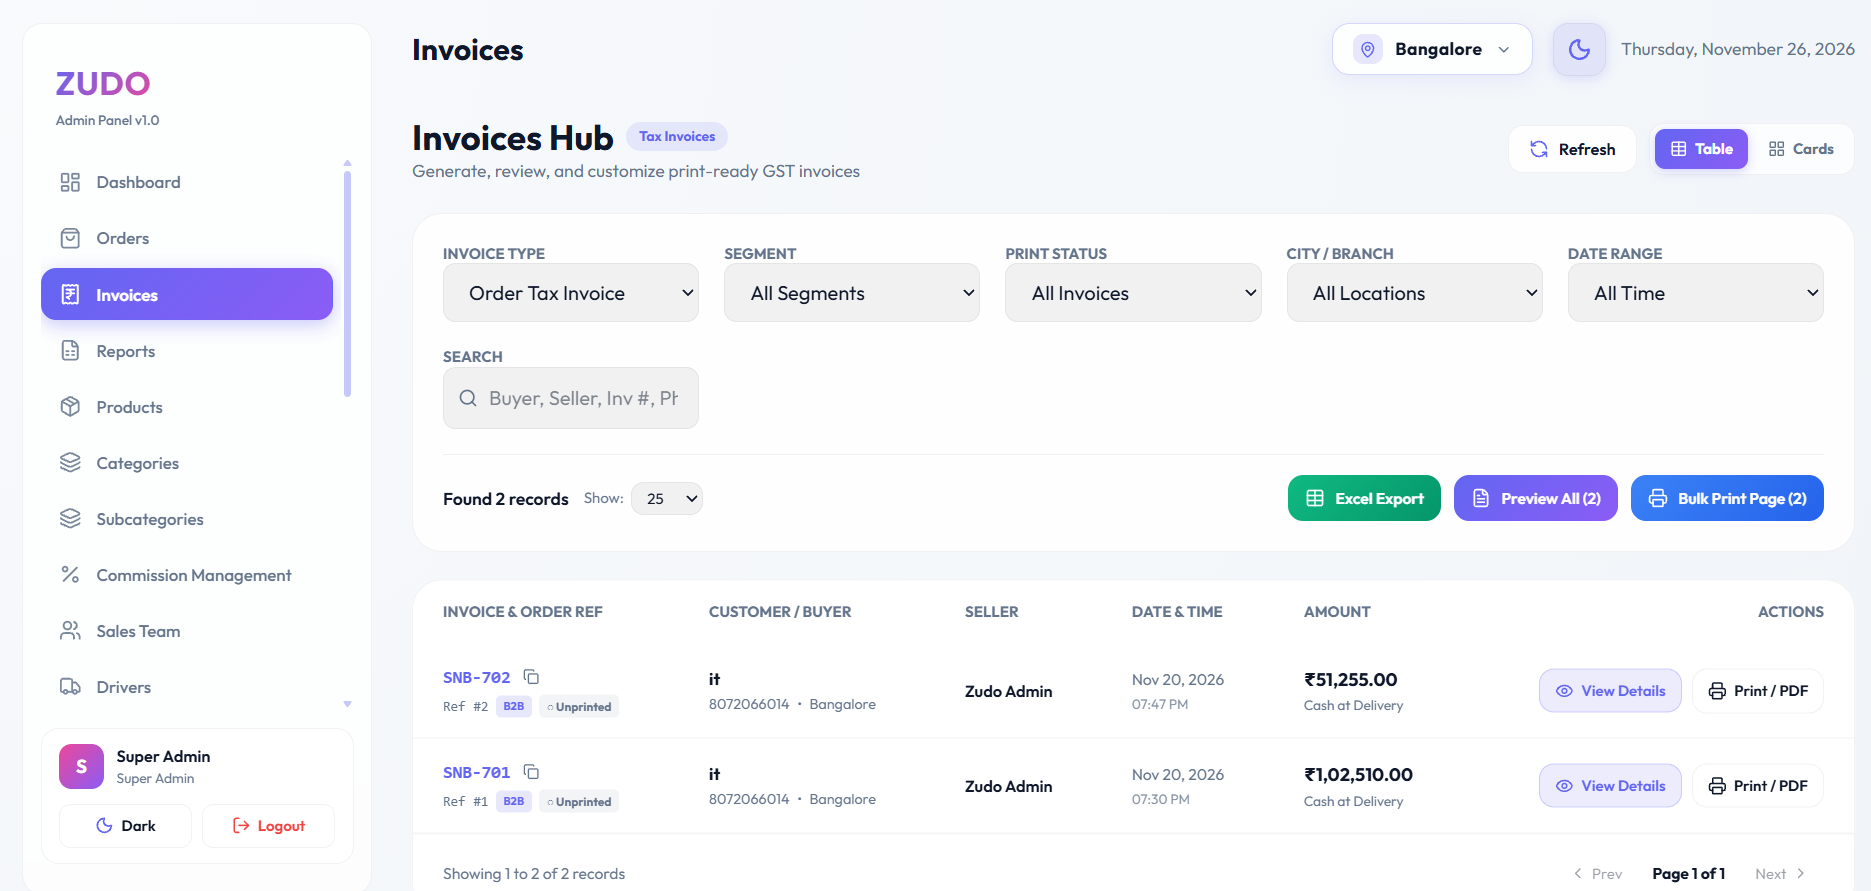 ZUDO
Admin Panel v1.0
Dashboard
Orders
Invoices
Reports
Products
Categories
Subcategories
Commission Management
Sales Team
Drivers
S
Super Admin
Super Admin
Dark
Logout
Invoices
Bangalore
Thursday, November 26, 2026
Invoices Hub
Tax Invoices
Generate, review, and customize print-ready GST invoices
Refresh
Table
Cards
INVOICE TYPE
Order Tax Invoice
SEGMENT
All Segments
PRINT STATUS
All Invoices
CITY / BRANCH
All Locations
DATE RANGE
All Time
SEARCH
Buyer, Seller, Inv #, Ph
Found 2 records
Show:
25
Excel Export
Preview All (2)
Bulk Print Page (2)
INVOICE & ORDER REF
CUSTOMER / BUYER
SELLER
DATE & TIME
AMOUNT
ACTIONS
SNB-702
Ref #2
B2B
○ Unprinted
it
8072066014 • Bangalore
Zudo Admin
Nov 20, 2026
07:47 PM
₹51,255.00
Cash at Delivery
View Details
Print / PDF
SNB-701
Ref #1
B2B
○ Unprinted
it
8072066014 • Bangalore
Zudo Admin
Nov 20, 2026
07:30 PM
₹1,02,510.00
Cash at Delivery
View Details
Print / PDF
Showing 1 to 2 of 2 records
Prev
Page 1 of 1
Next